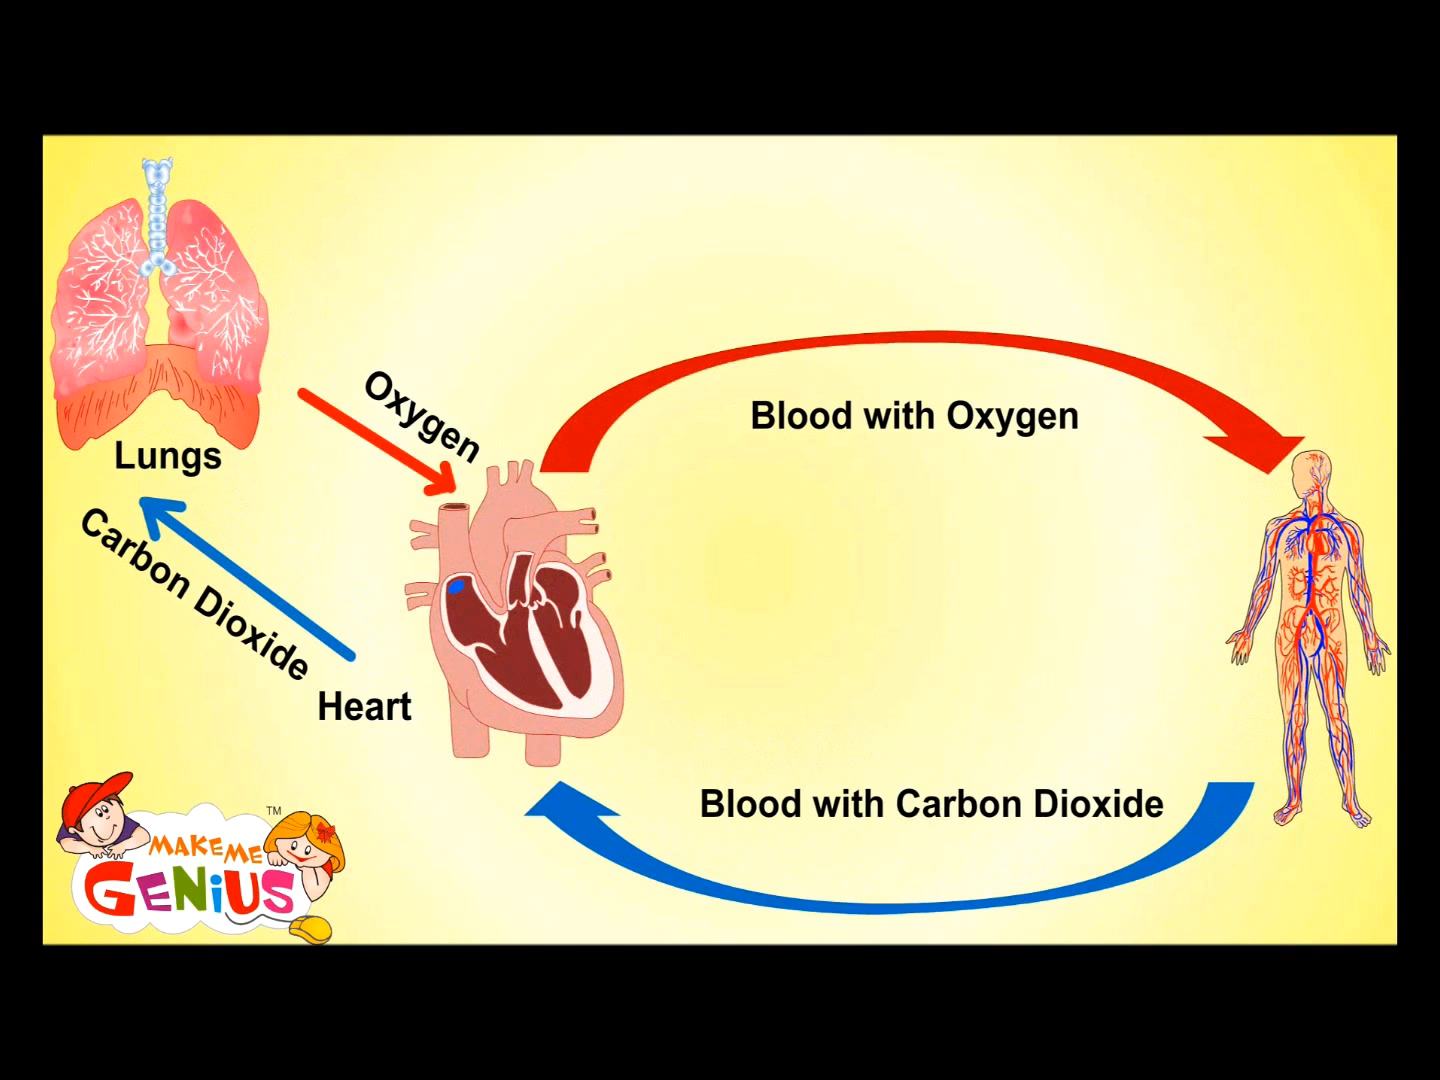 Lungs
Oxygen
Carbon Dioxide
Heart
Blood with Oxygen
Blood with Carbon Dioxide
MAKE ME
GENiUS
TM